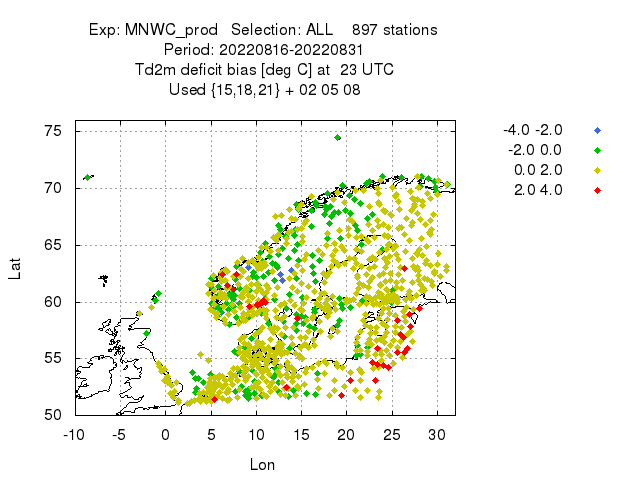 Exp: MNWC_prod   Selection: ALL    897 stations
Period: 20220816-20220831
Td2m deficit bias [deg C] at  23 UTC
Used {15,18,21} + 02 05 08
-4.0 -2.0
-2.0 0.0
0.0 2.0
2.0 4.0
75
70
65
60
55
50
Lat
-10 -5 0 5 10 15 20 25 30
Lon